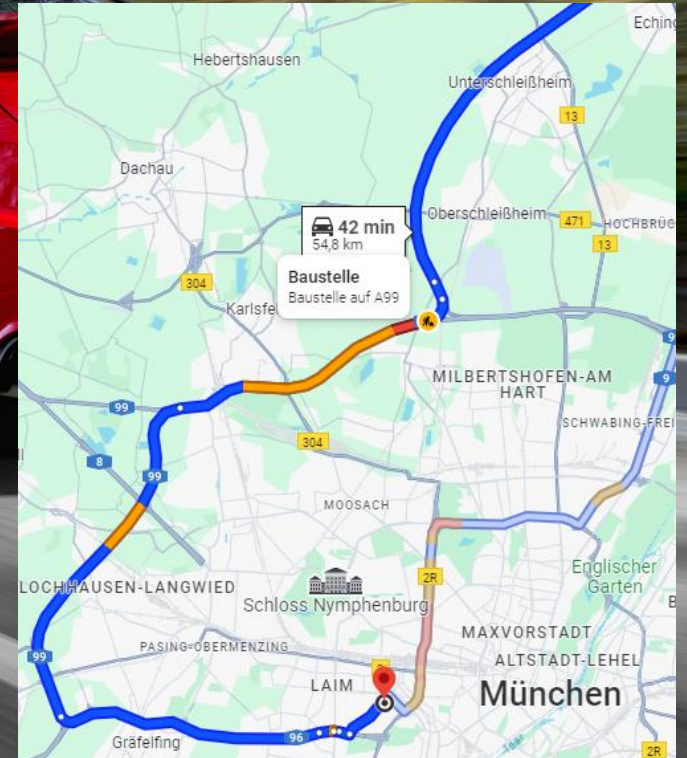 Eching
Hebertshausen
Unterschleißheim
13
Dachau
Oberschleißheim
471
HOCHBRÜC
13
42 min
54,8 km
304
Baustelle
Baustelle auf A99
Karlsfel
9
MILBERTSHOFEN-AM
HART
9
99
SCHWABING-FREI
304
8
99
MOOSACH
Englischer
Garten
2R
LOCHHAUSEN-LANGWIED
Schloss Nymphenburg
MAXVORSTADT
PASING-OBERMENZING
99
ALTSTADT-LEHEL
LAIM
München
Gräfelfing
96
2R